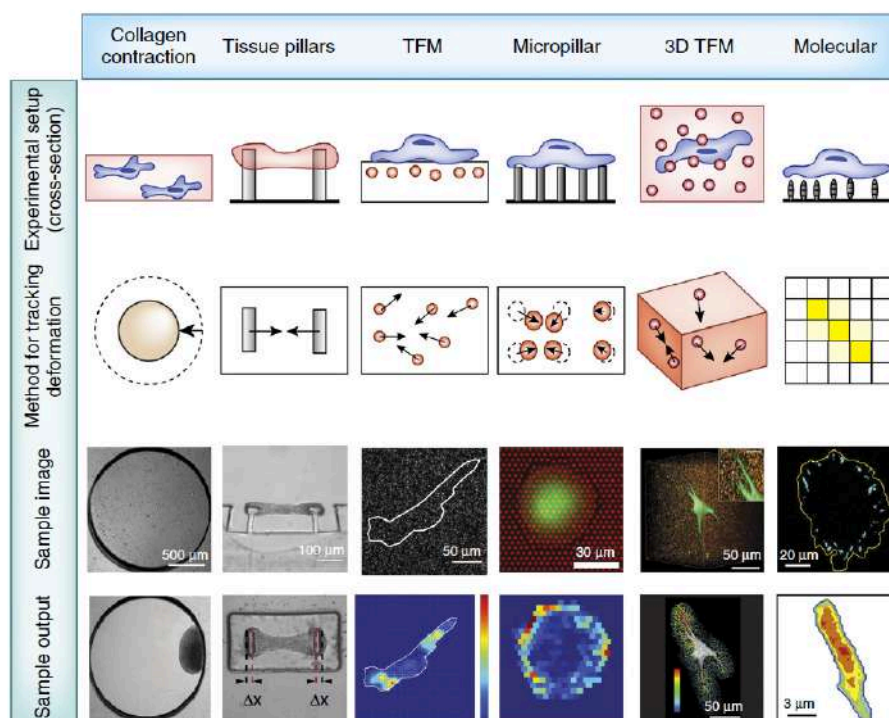 Collagen
contraction
Tissue pillars
TFM
Micropillar
3D TFM
Molecular
Experimental setup
(cross-section)
Method for tracking
deformation
Sample image
500 µm
100 µm
50 µm
30 µm
50 µm
20 µm
Sample output
Δx
Δx
50 µm
3 µm